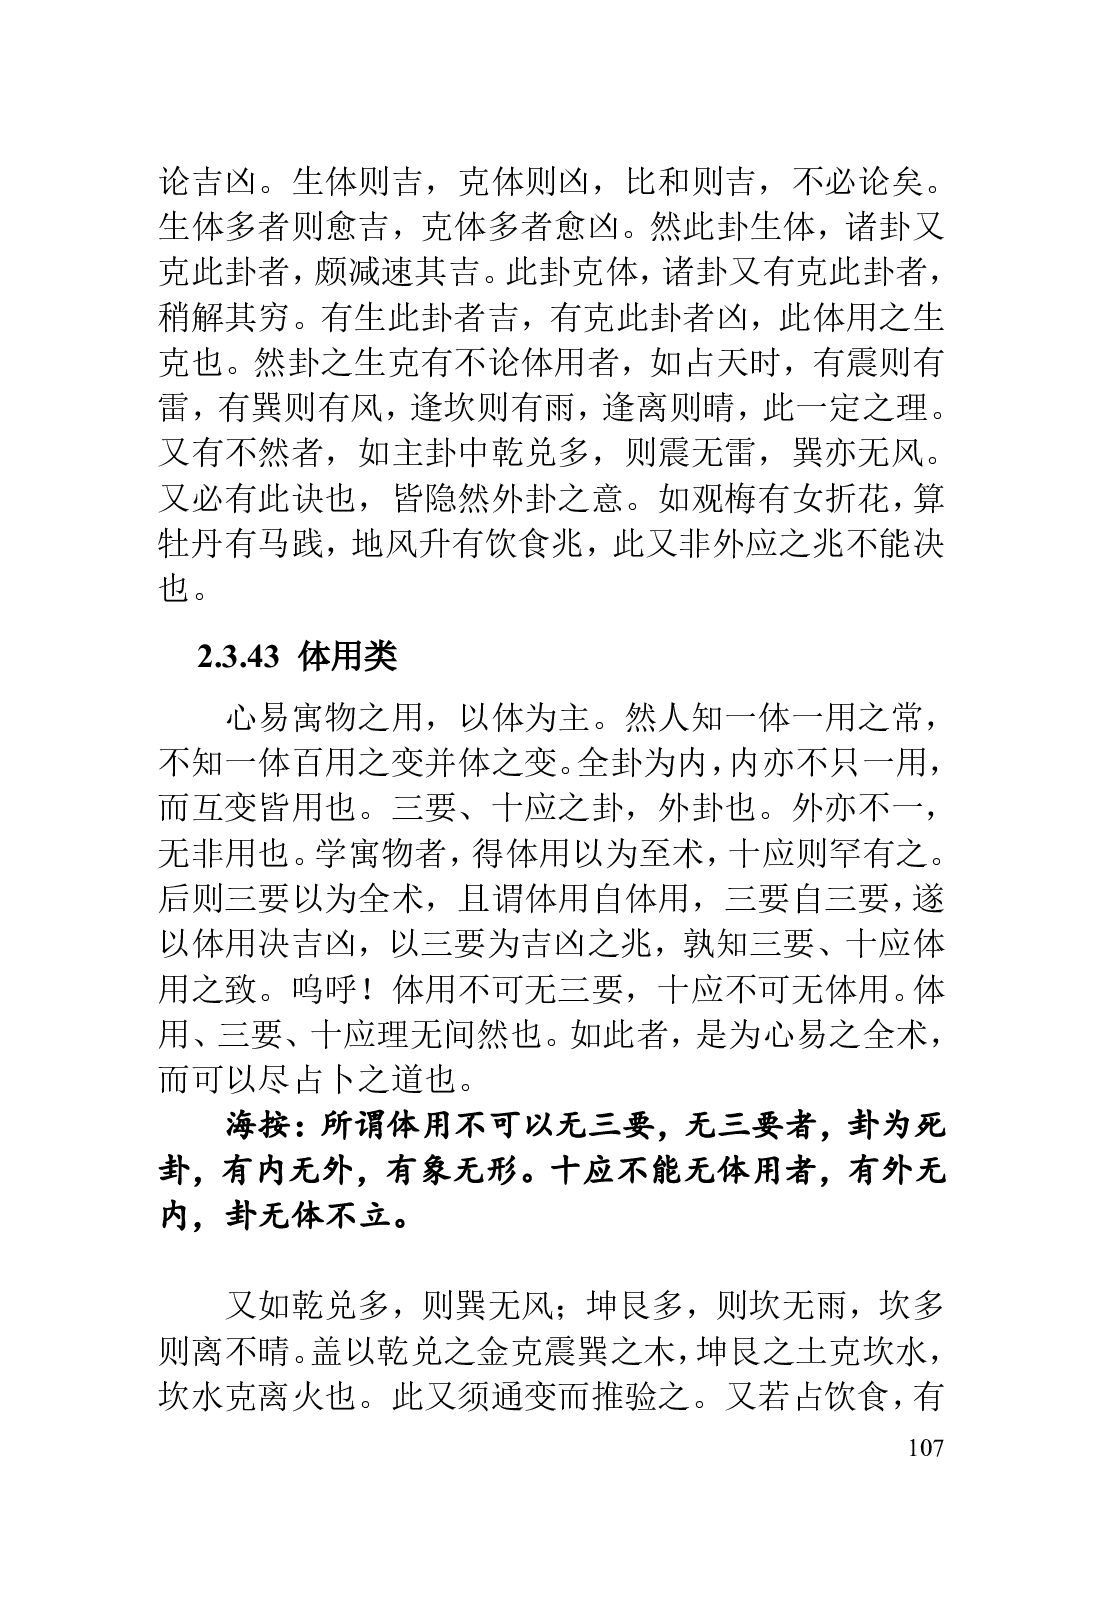 论吉凶。生体则吉，克体则凶，比和则吉，不必论矣。
生体多者则愈吉，克体多者愈凶。然此卦生体，诸卦又
克此卦者，颇减速其吉。此卦克体，诸卦又有克此卦者，
稍解其穷。有生此卦者吉，有克此卦者凶，此体用之生
克也。然卦之生克有不论体用者，如占天时，有震则有
雷，有巽则有风，逢坎则有雨，逢离则晴，此一定之理。
又有不然者，如主卦中乾兑多，则震无雷，巽亦无风。
又必有此诀也，皆隐然外卦之意。如观梅有女折花，算
牡丹有马践，地风升有饮食兆，此又非外应之兆不能决
也。
2.3.43 体用类
心易寓物之用，以体为主。然人知一体一用之常，
不知一体百用之变并体之变。全卦为内，内亦不只一用，
而互变皆用也。三要、十应之卦，外卦也。外亦不一，
无非用也。学寓物者，得体用以为至术，十应则罕有之。
后则三要以为全术，且谓体用自体用，三要自三要，遂
以体用决吉凶，以三要为吉凶之兆，孰知三要、十应体
用之致。呜呼！体用不可无三要，十应不可无体用。体
用、三要、十应理无间然也。如此者，是为心易之全术，
而可以尽占卜之道也。
海按：所谓体用不可以无三要，无三要者，卦为死
卦，有内无外，有象无形。十应不能无体用者，有外无
内，卦无体不立。
又如乾兑多，则巽无风；坤艮多，则坎无雨，坎多
则离不晴。盖以乾兑之金克震巽之木，坤艮之土克坎水，
坎水克离火也。此又须通变而推验之。又若占饮食，有
107